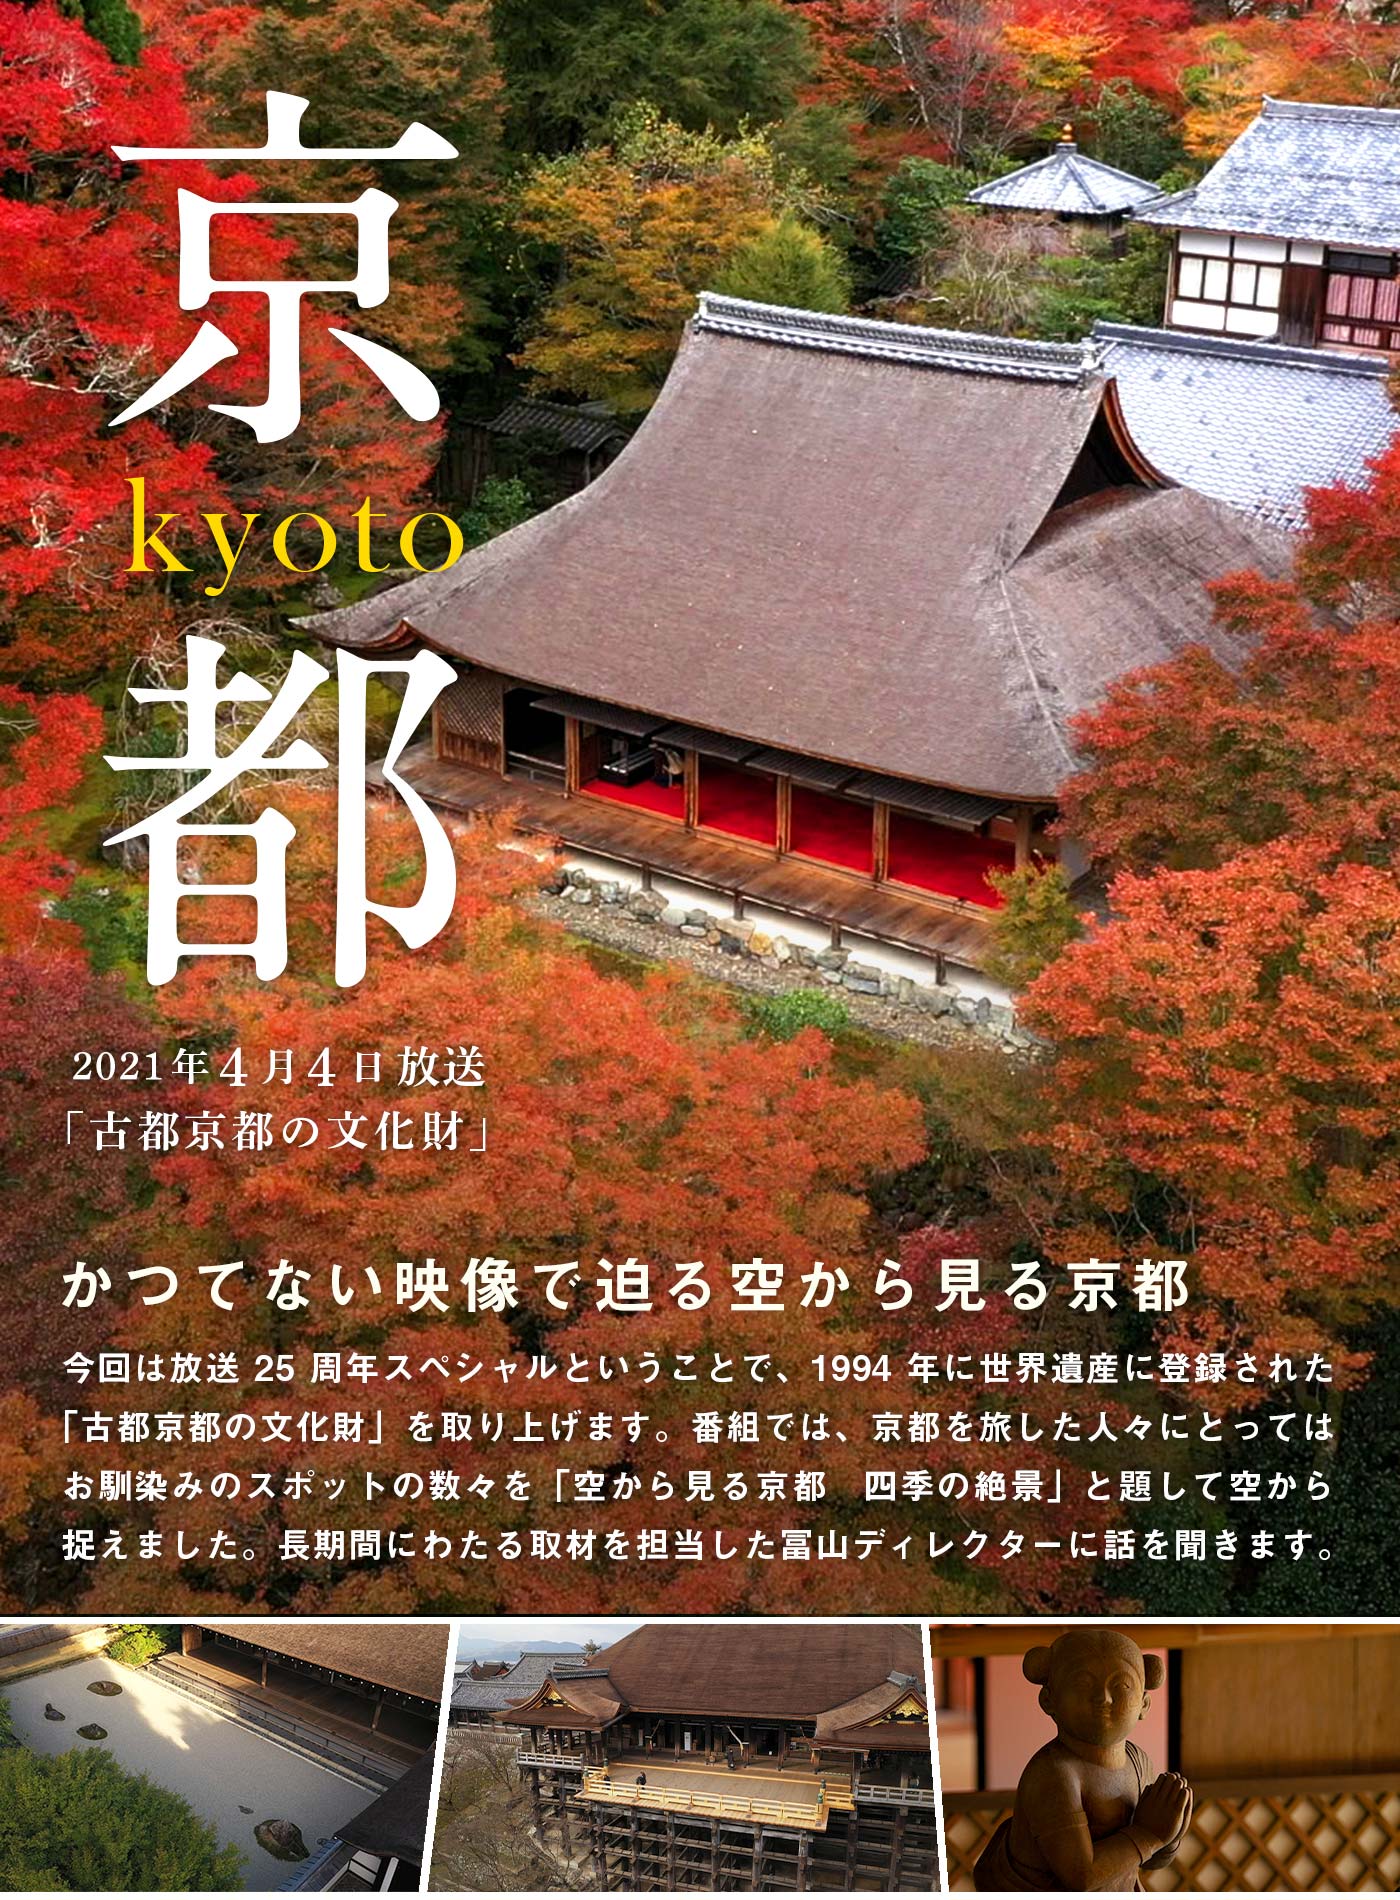 京
kyoto
都
2021年4月4日放送
「古都京都の文化財」
かつてない映像で迫る空から見る京都
今回は放送 25 周年スペシャルということで、1994 年に世界遺産に登録された
「古都京都の文化財」を取り上げます。番組では、京都を旅した人々にとっては
お馴染みのスポットの数々を「空から見る京都　四季の絶景」と題して空から
捉えました。長期間にわたる取材を担当した冨山ディレクターに話を聞きます。